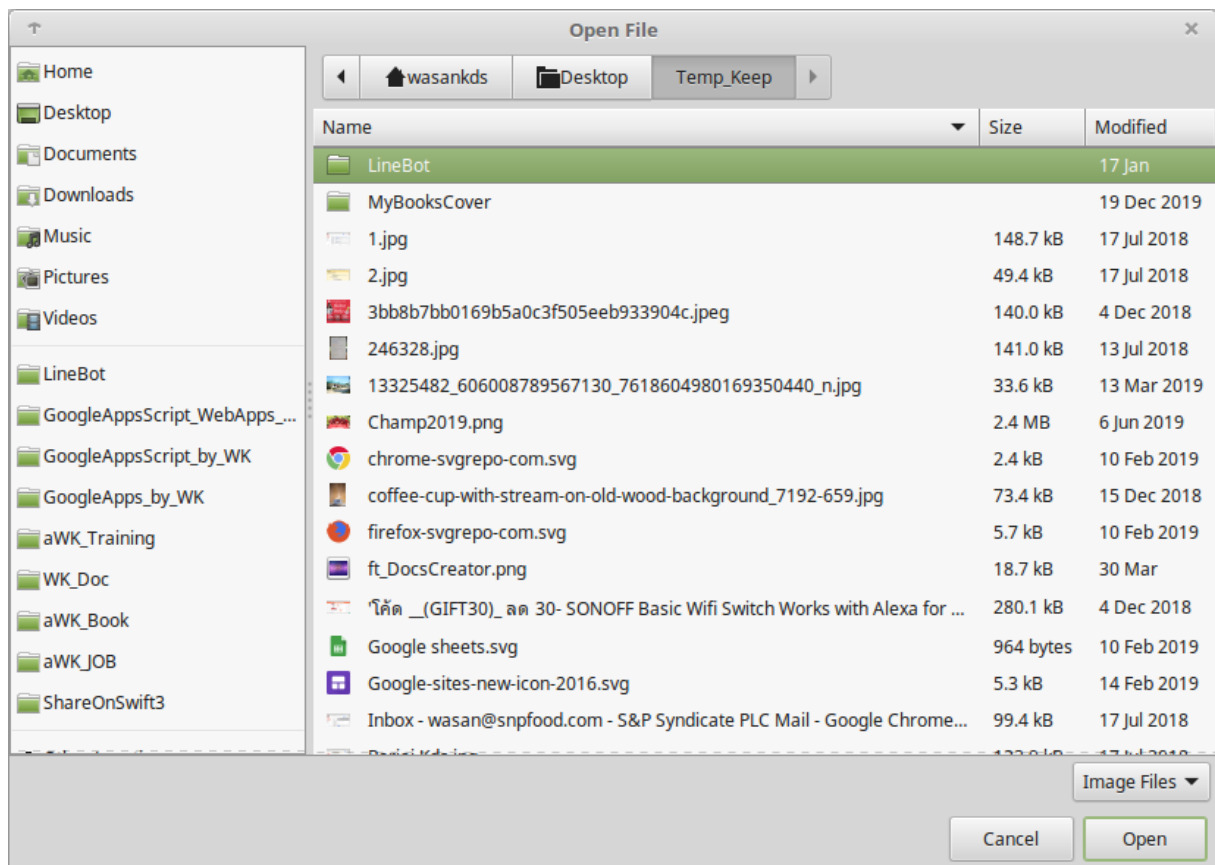 Open File
Home
Desktop
Documents
Downloads
Music
Pictures
Videos
LineBot
GoogleAppsScript_WebApps_...
GoogleAppsScript_by_WK
GoogleApps_by_WK
aWK_Training
WK_Doc
aWK_Book
aWK_JOB
ShareOnSwift3
wasankds Desktop Temp_Keep
Name Size Modified
LineBot 17 Jan
MyBooksCover 19 Dec 2019
1.jpg 148.7 kB 17 Jul 2018
2.jpg 49.4 kB 17 Jul 2018
3bb8b7bb0169b5a0c3f505eeb933904c.jpeg 140.0 kB 4 Dec 2018
246328.jpg 141.0 kB 13 Jul 2018
13325482_606008789567130_7618604980169350440_n.jpg 33.6 kB 13 Mar 2019
Champ2019.png 2.4 MB 6 Jun 2019
chrome-svgrepo-com.svg 2.4 kB 10 Feb 2019
coffee-cup-with-stream-on-old-wood-background_7192-659.jpg 73.4 kB 15 Dec 2018
firefox-svgrepo-com.svg 5.7 kB 10 Feb 2019
ft_DocsCreator.png 18.7 kB 30 Mar
'โค้ด __(GIFT30)_ ลด 30- SONOFF Basic Wifi Switch Works with Alexa for ... 280.1 kB 4 Dec 2018
Google sheets.svg 964 bytes 10 Feb 2019
Google-sites-new-icon-2016.svg 5.3 kB 14 Feb 2019
Inbox - wasan@snpfood.com - S&P Syndicate PLC Mail - Google Chrome... 99.4 kB 17 Jul 2018
Image Files
Cancel Open